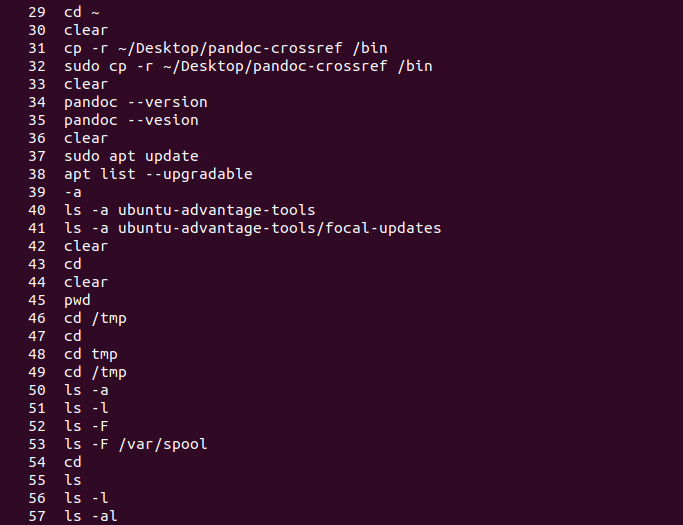 29 cd ~
30 clear
31 cp -r ~/Desktop/pandoc-crossref /bin
32 sudo cp -r ~/Desktop/pandoc-crossref /bin
33 clear
34 pandoc --version
35 pandoc --vesion
36 clear
37 sudo apt update
38 apt list --upgradable
39 -a
40 ls -a ubuntu-advantage-tools
41 ls -a ubuntu-advantage-tools/focal-updates
42 clear
43 cd
44 clear
45 pwd
46 cd /tmp
47 cd
48 cd tmp
49 cd /tmp
50 ls -a
51 ls -l
52 ls -F
53 ls -F /var/spool
54 cd
55 ls
56 ls -l
57 ls -al